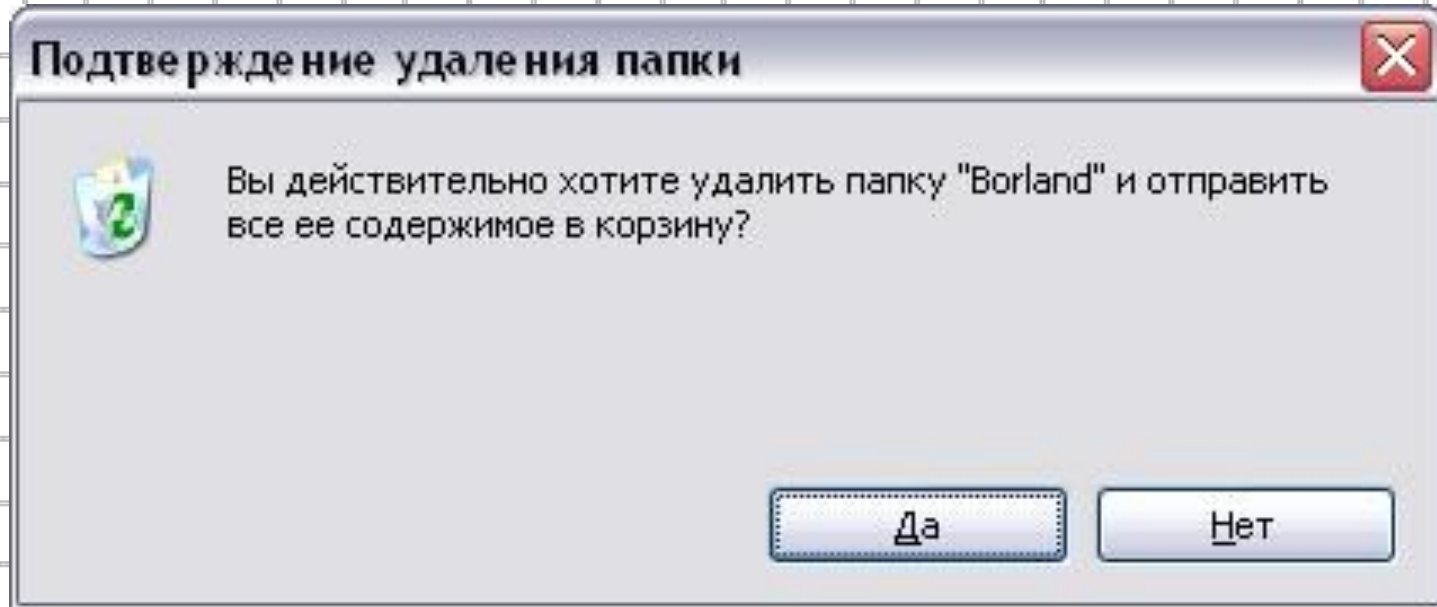 Подтверждение удаления папки
Вы действительно хотите удалить папку "Borland" и отправить
все ее содержимое в корзину?
Да
Нет